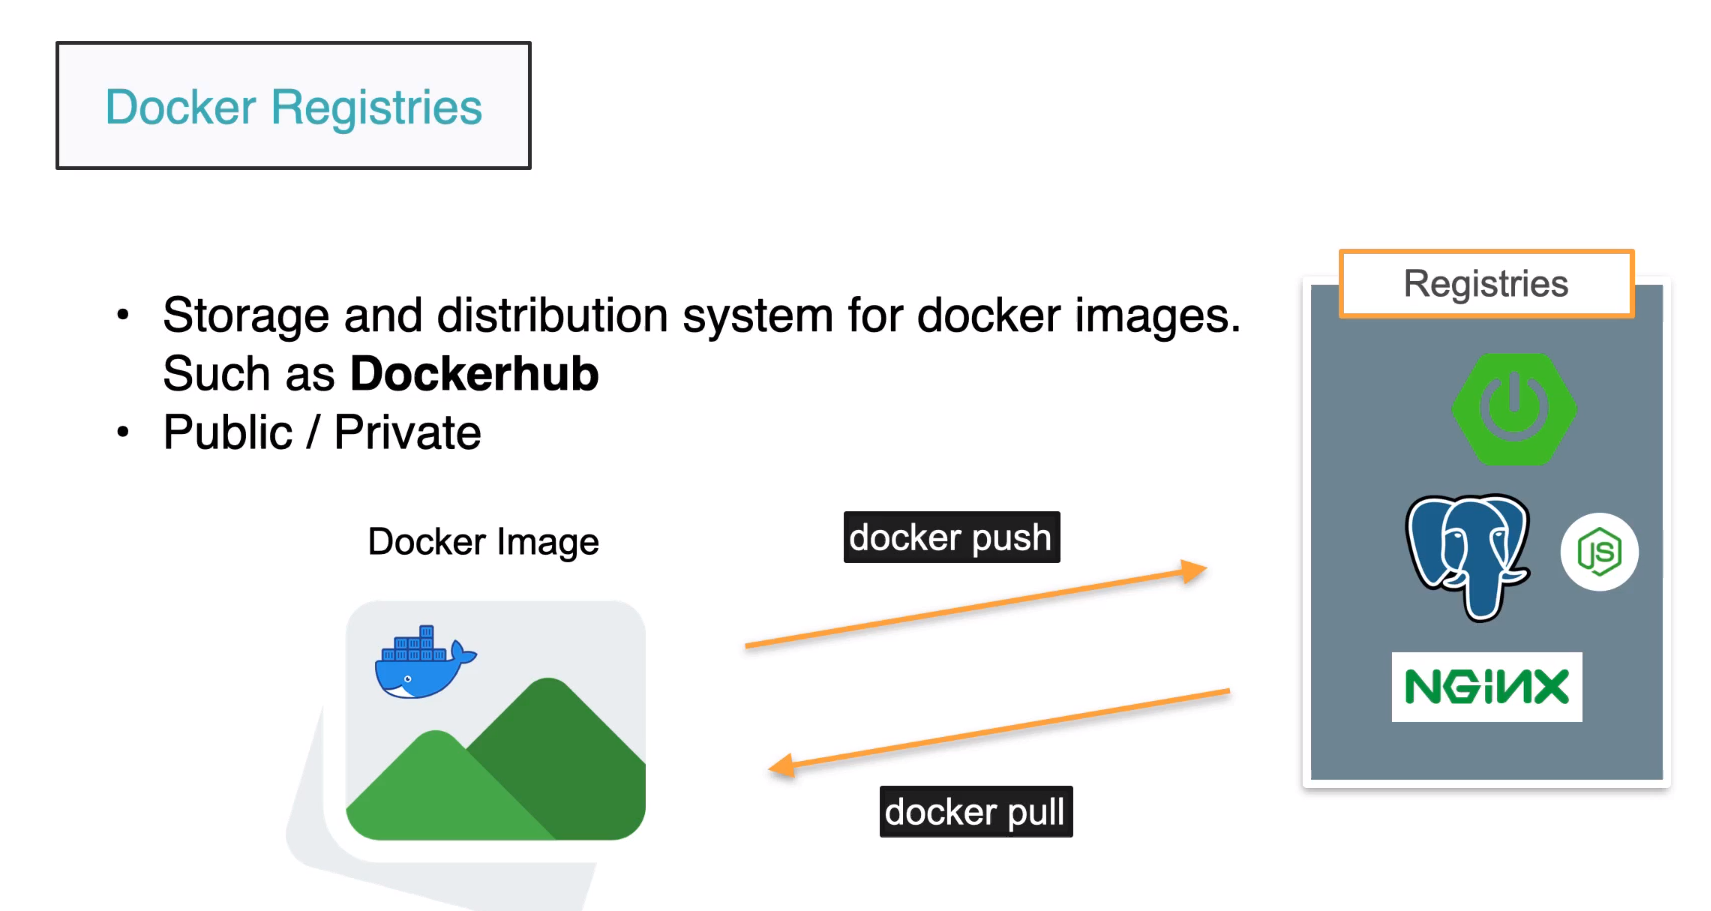 Docker Registries
• Storage and distribution system for docker images.
Such as Dockerhub
• Public / Private
Registries
Docker Image
docker push
JS
NGINX
docker pull